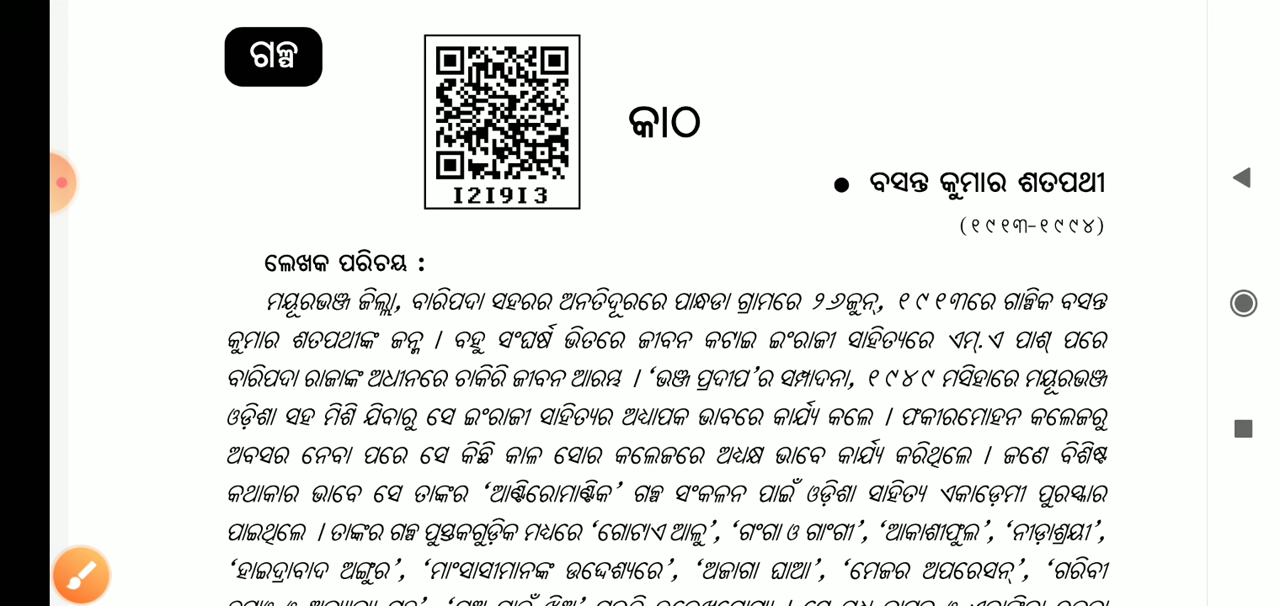 ଗଳ୍ପ
I2I9I3
କାଠ
● ବସନ୍ତ କୁମାର ଶତପଥୀ
(୧୯୧୩-୧୯୯୪)
ଲେଖକ ପରିଚୟ :
ମୟୂରଭଞ୍ଜ ଜିଲ୍ଲା, ବାରିପଦା ସହରର ଅନତିଦୂରରେ ପାନ୍ଧଡା ଗ୍ରାମରେ ୨୬ଜୁନ୍, ୧୯୧୩ରେ ଗାଳ୍ପିକ ବସନ୍ତ
କୁମାର ଶତପଥୀଙ୍କ ଜନ୍ମ । ବହୁ ସଂଘର୍ଷ ଭିତରେ ଜୀବନ କଟାଇ ଇଂରାଜୀ ସାହିତ୍ୟରେ ଏମ୍.ଏ ପାଶ୍ ପରେ
ବାରିପଦା ରାଜାଙ୍କ ଅଧୀନରେ ଚାକିରି ଜୀବନ ଆରମ୍ଭ । ‘ଭଞ୍ଜ ପ୍ରଦୀପ’ର ସମ୍ପାଦନା, ୧୯୪୯ ମସିହାରେ ମୟୂରଭଞ୍ଜ
ଓଡ଼ିଶା ସହ ମିଶି ଯିବାରୁ ସେ ଇଂରାଜୀ ସାହିତ୍ୟର ଅଧ୍ୟାପକ ଭାବରେ କାର୍ଯ୍ୟ କଲେ । ଫକୀରମୋହନ କଲେଜରୁ
ଅବସର ନେବା ପରେ ସେ କିଛି କାଳ ସୋର କଲେଜରେ ଅଧ୍ୟକ୍ଷ ଭାବେ କାର୍ଯ୍ୟ କରିଥିଲେ । ଜଣେ ବିଶିଷ୍ଟ
କଥାକାର ଭାବେ ସେ ତାଙ୍କର ‘ଆଣ୍ଟିରୋମାଣ୍ଟିକ’ ଗଳ୍ପ ସଂକଳନ ପାଇଁ ଓଡ଼ିଶା ସାହିତ୍ୟ ଏକାଡ଼େମୀ ପୁରସ୍କାର
ପାଇଥିଲେ । ତାଙ୍କର ଗଳ୍ପ ପୁସ୍ତକଗୁଡ଼ିକ ମଧ୍ୟରେ ‘ଗୋଟାଏ ଆଳୁ’, ‘ଗଂଗା ଓ ଗାଂଗୀ’, ‘ଆକାଶୀଫୁଲ’, ‘ନୀଡ଼ାଶ୍ରୟୀ’,
‘ହାଇଦ୍ରାବାଦ ଅଙ୍ଗୁର’, ‘ମାଂସାସୀମାନଙ୍କ ଉଦ୍ଦେଶ୍ୟରେ’, ‘ଅଜାଗା ଘାଆ’, ‘ମେଜର ଅପରେସନ୍’, ‘ଗରିବୀ